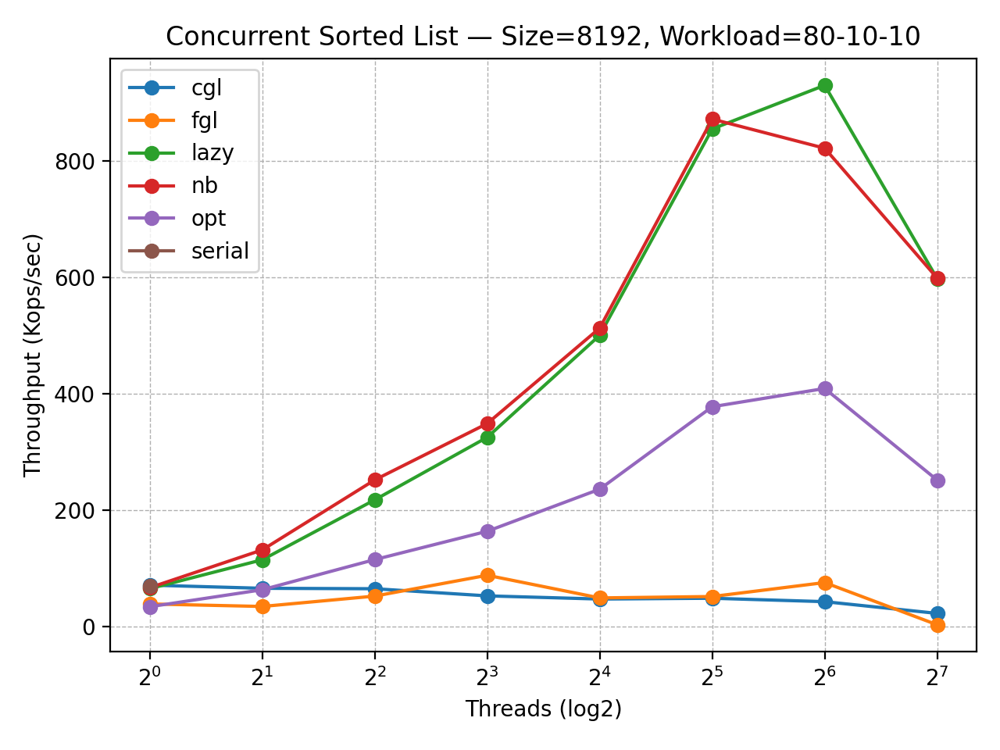 Concurrent Sorted List — Size=8192, Workload=80-10-10
cgl
fgl
lazy
nb
opt
serial
Throughput (Kops/sec)
800
600
400
200
0
2⁰ 2¹ 2² 2³ 2⁴ 2⁵ 2⁶ 2⁷
Threads (log2)